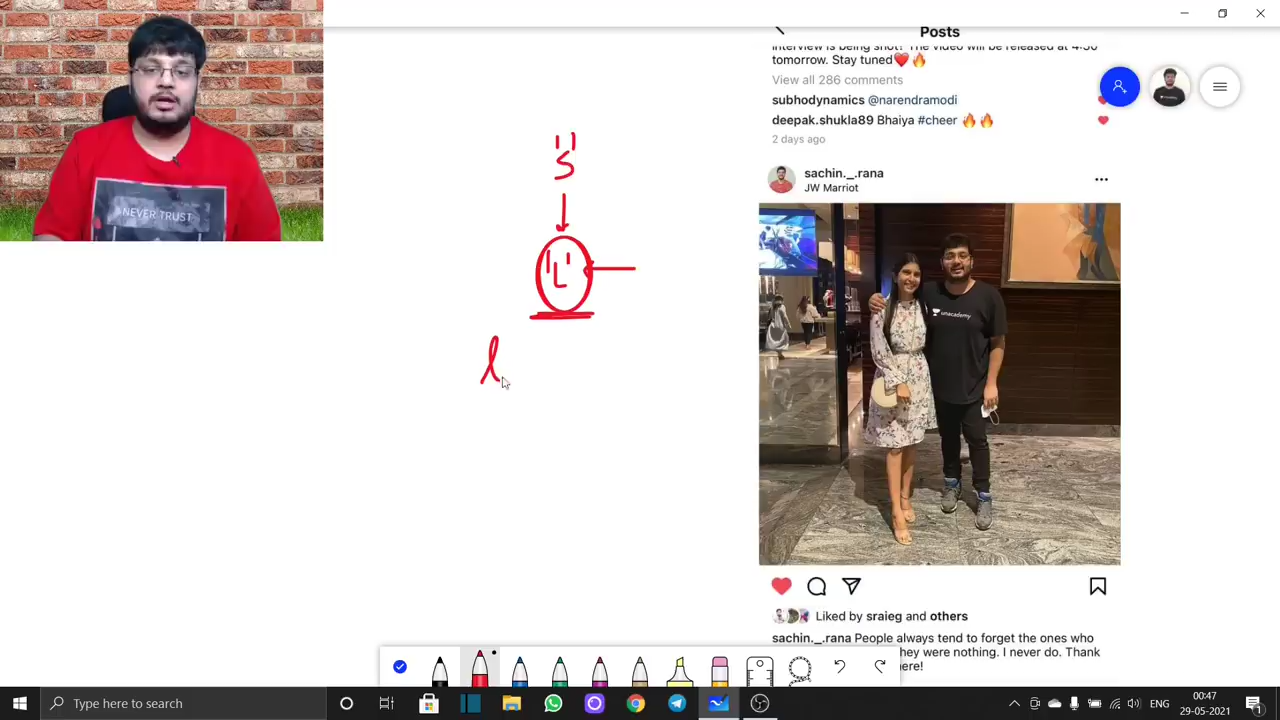 Posts
interview is being shot? The video will be released at 4:30
tomorrow. Stay tuned❤️🔥
View all 286 comments
subhodynamics @narendramodi
deepak.shukla89 Bhaiya #cheer 🔥🔥
2 days ago
sachin._.rana
JW Marriot
...
"S"
"L"
l
NEVER TRUST
unacademy
Liked by sraieg and others
sachin._.rana People always tend to forget the ones who
they were nothing. I never do. Thank
here!
Type here to search
ENG
00:47
29-05-2021